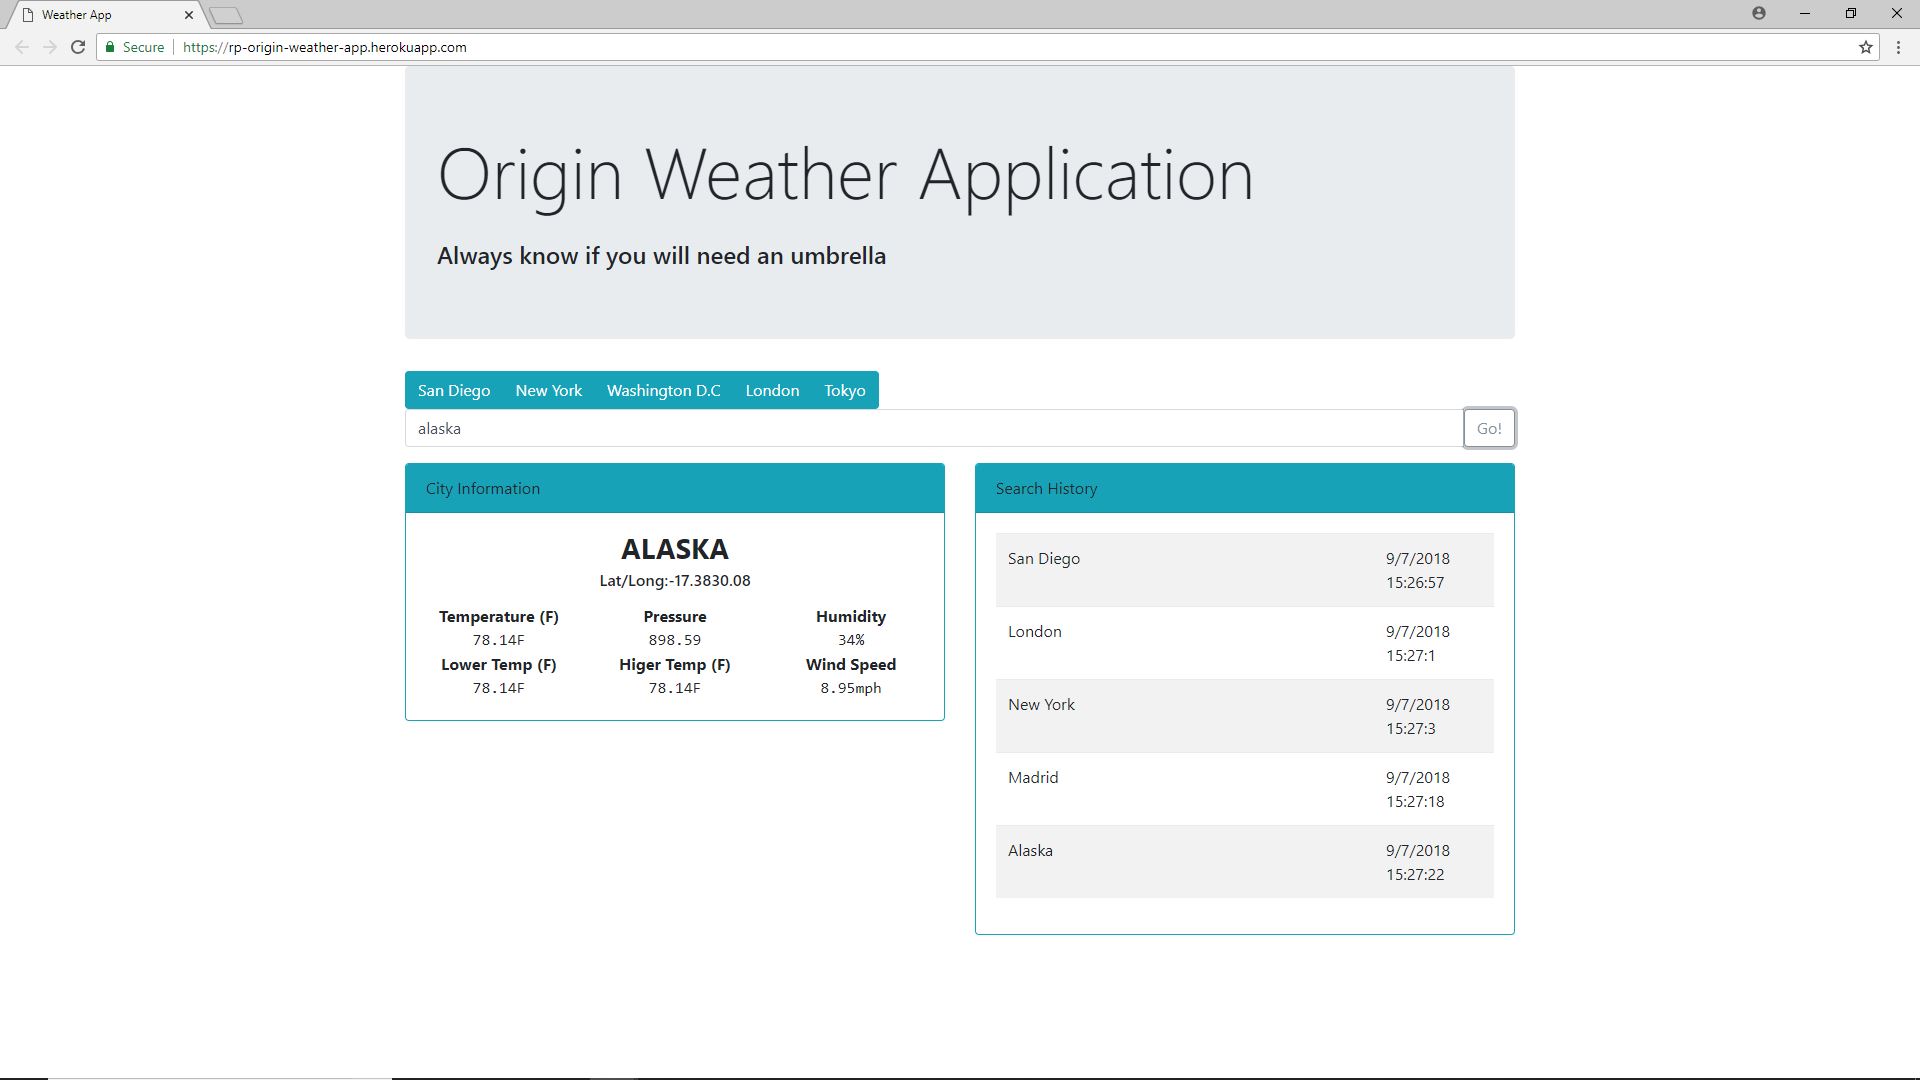 Weather App
Secure
https://rp-origin-weather-app.herokuapp.com
Origin Weather Application
Always know if you will need an umbrella
San Diego New York Washington D.C London Tokyo
alaska Go!
City Information
ALASKA
Lat/Long:-17.3830.08
Temperature (F) Pressure Humidity
78.14F 898.59 34%
Lower Temp (F) Higer Temp (F) Wind Speed
78.14F 78.14F 8.95mph
Search History
San Diego 9/7/2018
15:26:57
London 9/7/2018
15:27:1
New York 9/7/2018
15:27:3
Madrid 9/7/2018
15:27:18
Alaska 9/7/2018
15:27:22